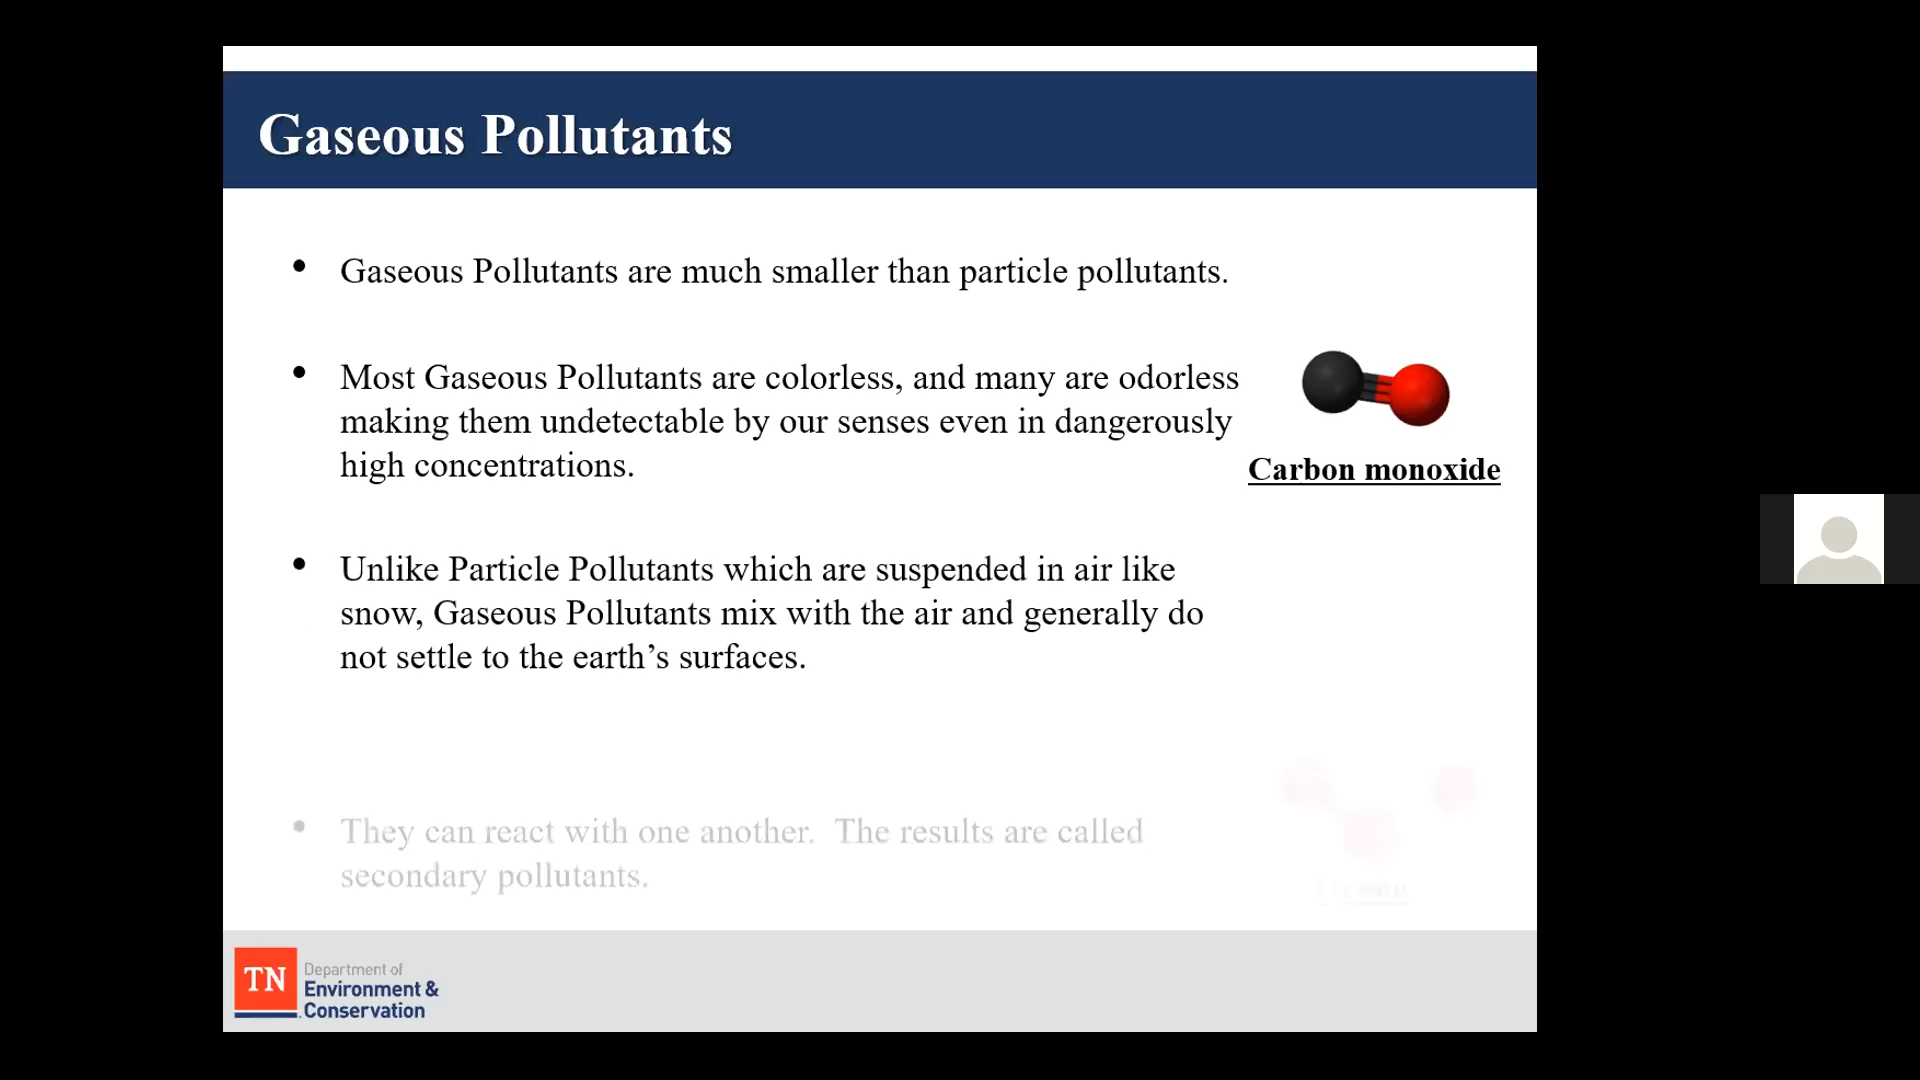 Gaseous Pollutants
• Gaseous Pollutants are much smaller than particle pollutants.
• Most Gaseous Pollutants are colorless, and many are odorless
making them undetectable by our senses even in dangerously
high concentrations.
Carbon monoxide
• Unlike Particle Pollutants which are suspended in air like
snow, Gaseous Pollutants mix with the air and generally do
not settle to the earth’s surfaces.
• They can react with one another.  The results are called
secondary pollutants.
TN
Department of
Environment &
Conservation